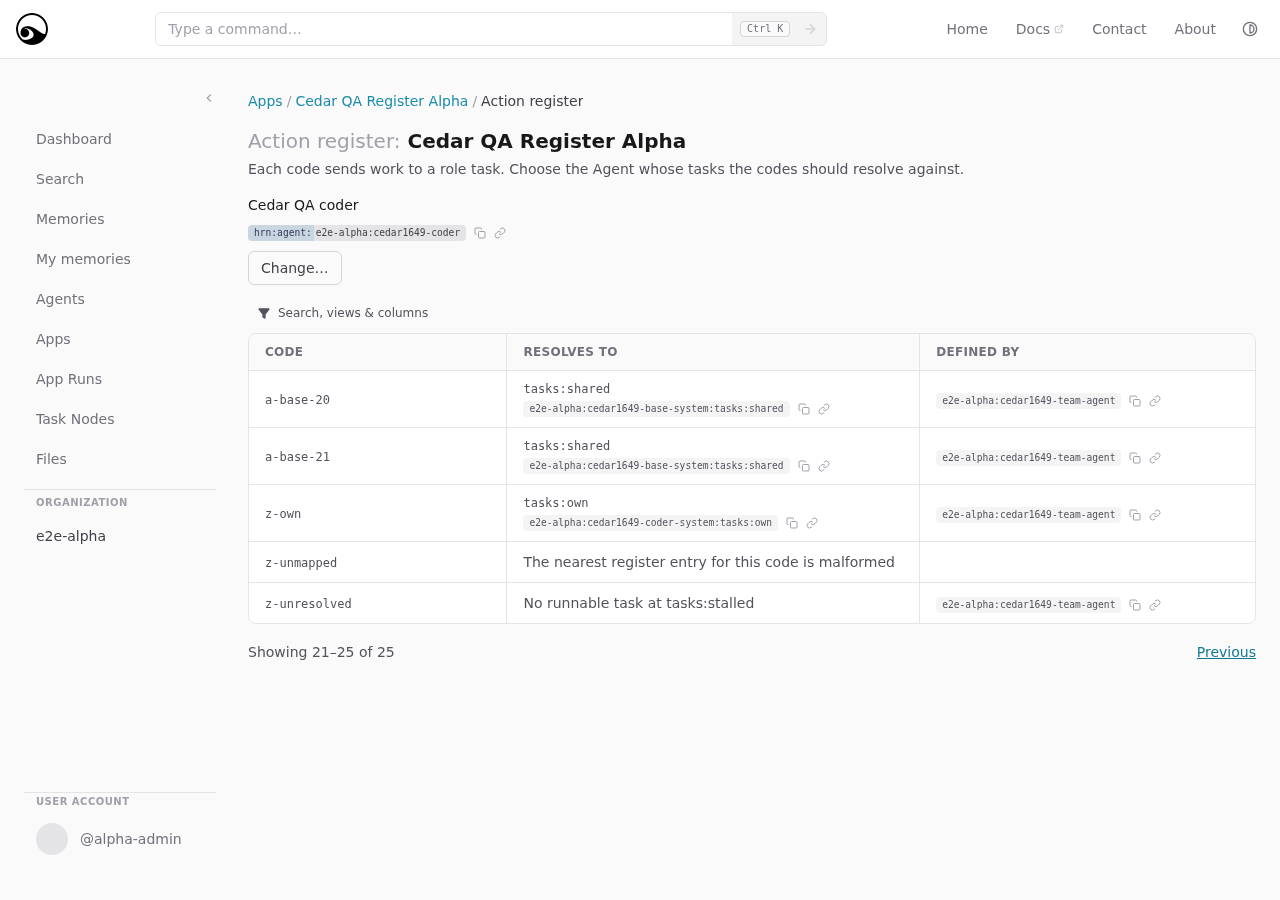 Type a command...
Ctrl K
Home
Docs
Contact
About
Apps / Cedar QA Register Alpha / Action register
Action register: Cedar QA Register Alpha
Each code sends work to a role task. Choose the Agent whose tasks the codes should resolve against.
Cedar QA coder
hrn:agent:e2e-alpha:cedar1649-coder
Change...
Search, views & columns
CODE RESOLVES TO DEFINED BY
a-base-20
tasks:shared
e2e-alpha:cedar1649-base-system:tasks:shared
e2e-alpha:cedar1649-team-agent
a-base-21
tasks:shared
e2e-alpha:cedar1649-base-system:tasks:shared
e2e-alpha:cedar1649-team-agent
z-own
tasks:own
e2e-alpha:cedar1649-coder-system:tasks:own
e2e-alpha:cedar1649-team-agent
z-unmapped
The nearest register entry for this code is malformed
z-unresolved
No runnable task at tasks:stalled
e2e-alpha:cedar1649-team-agent
Showing 21–25 of 25
Previous
Dashboard
Search
Memories
My memories
Agents
Apps
App Runs
Task Nodes
Files
ORGANIZATION
e2e-alpha
USER ACCOUNT
@alpha-admin